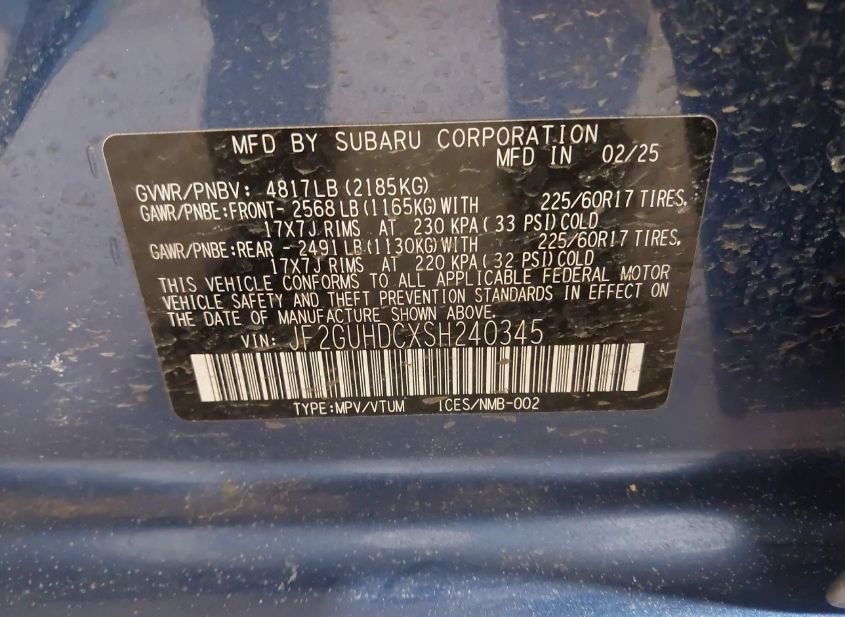 MFD BY SUBARU CORPORATION
MFD IN 02/25
GVWR/PNBV: 4817LB (2185KG)
GAWR/PNBE:FRONT- 2568 LB (1165KG) WITH 225/60R17 TIRES,
17X7J RIMS AT 230 KPA ( 33 PSI) COLD
GAWR/PNBE:REAR - 2491 LB (1130KG) WITH 225/60R17 TIRES,
17X7J RIMS AT 220 KPA ( 32 PSI) COLD
THIS VEHICLE CONFORMS TO ALL APPLICABLE FEDERAL MOTOR
VEHICLE SAFETY AND THEFT PREVENTION STANDARDS IN EFFECT ON
THE DATE OF MANUFACTURE SHOWN ABOVE.
VIN: JF2GUHDCXSH240345
TYPE:MPV/VTUM ICES/NMB-002